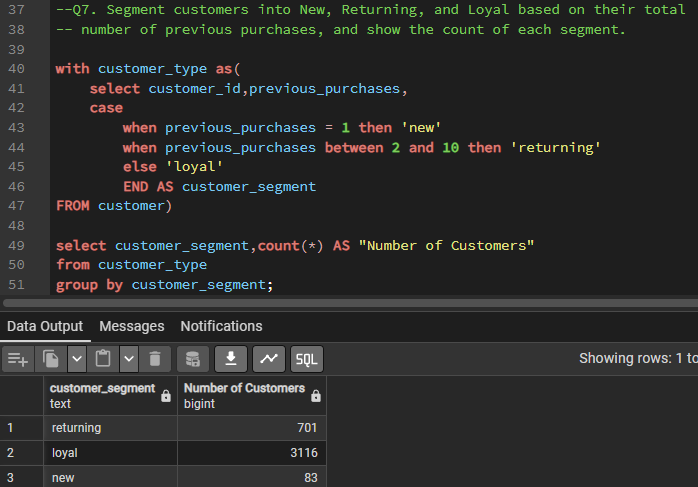 37 --Q7. Segment customers into New, Returning, and Loyal based on their total
38 -- number of previous purchases, and show the count of each segment.
39
40 with customer_type as(
41 select customer_id,previous_purchases,
42 case
43 when previous_purchases = 1 then 'new'
44 when previous_purchases between 2 and 10 then 'returning'
45 else 'loyal'
46 END AS customer_segment
47 FROM customer)
48
49 select customer_segment,count(*) AS "Number of Customers"
50 from customer_type
51 group by customer_segment;
Data Output Messages Notifications
SQL Showing rows: 1 to
customer_segment Number of Customers
text bigint
1 returning 701
2 loyal 3116
3 new 83